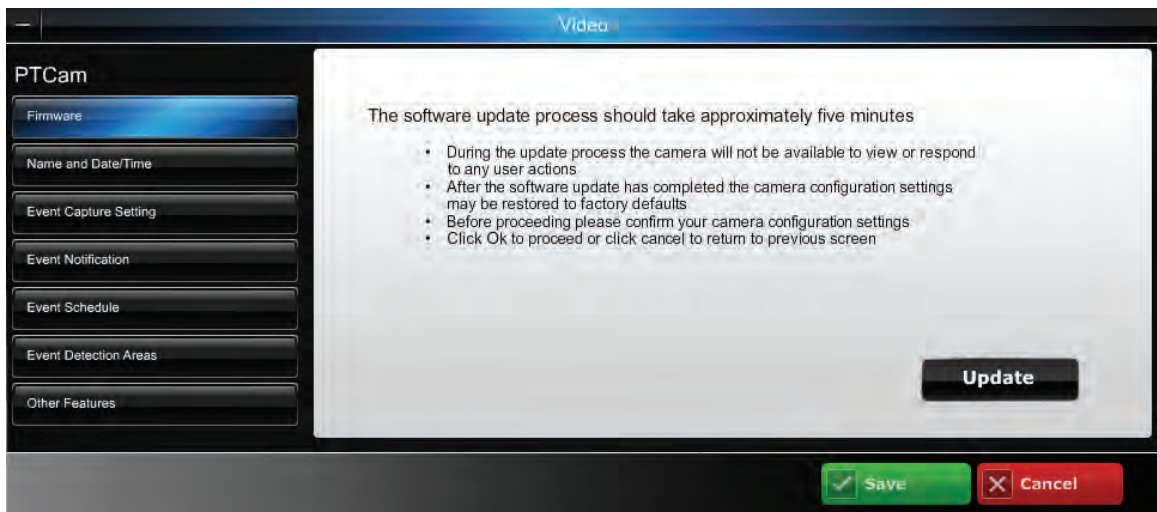 Video
PTCam
Firmware
Name and Date/Time
Event Capture Setting
Event Notification
Event Schedule
Event Detection Areas
Other Features
The software update process should take approximately five minutes
• During the update process the camera will not be available to view or respond
to any user actions
• After the software update has completed the camera configuration settings
may be restored to factory defaults
• Before proceeding please confirm your camera configuration settings
• Click Ok to proceed or click cancel to return to previous screen
Update
Save
Cancel